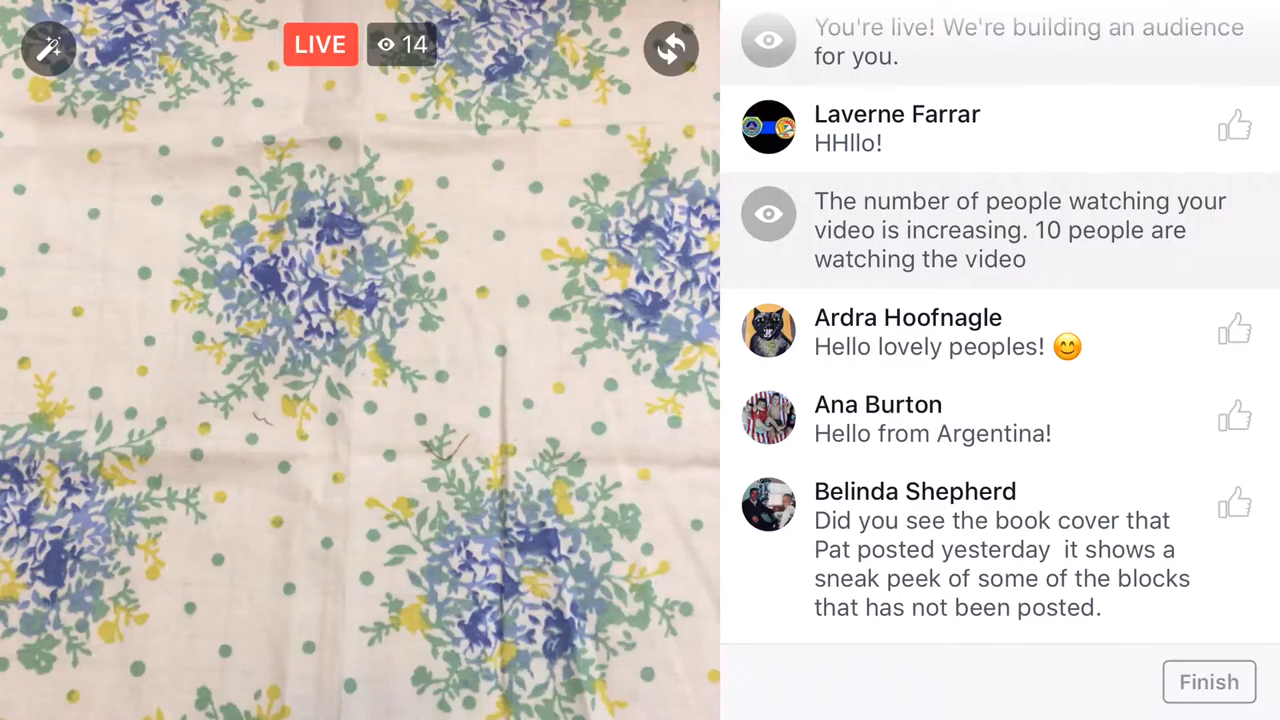 LIVE
14
You're live! We're building an audience
for you.
Laverne Farrar
HHllo!
The number of people watching your
video is increasing. 10 people are
watching the video
Ardra Hoofnagle
Hello lovely peoples! 😊
Ana Burton
Hello from Argentina!
Belinda Shepherd
Did you see the book cover that
Pat posted yesterday  it shows a
sneak peek of some of the blocks
that has not been posted.
Finish